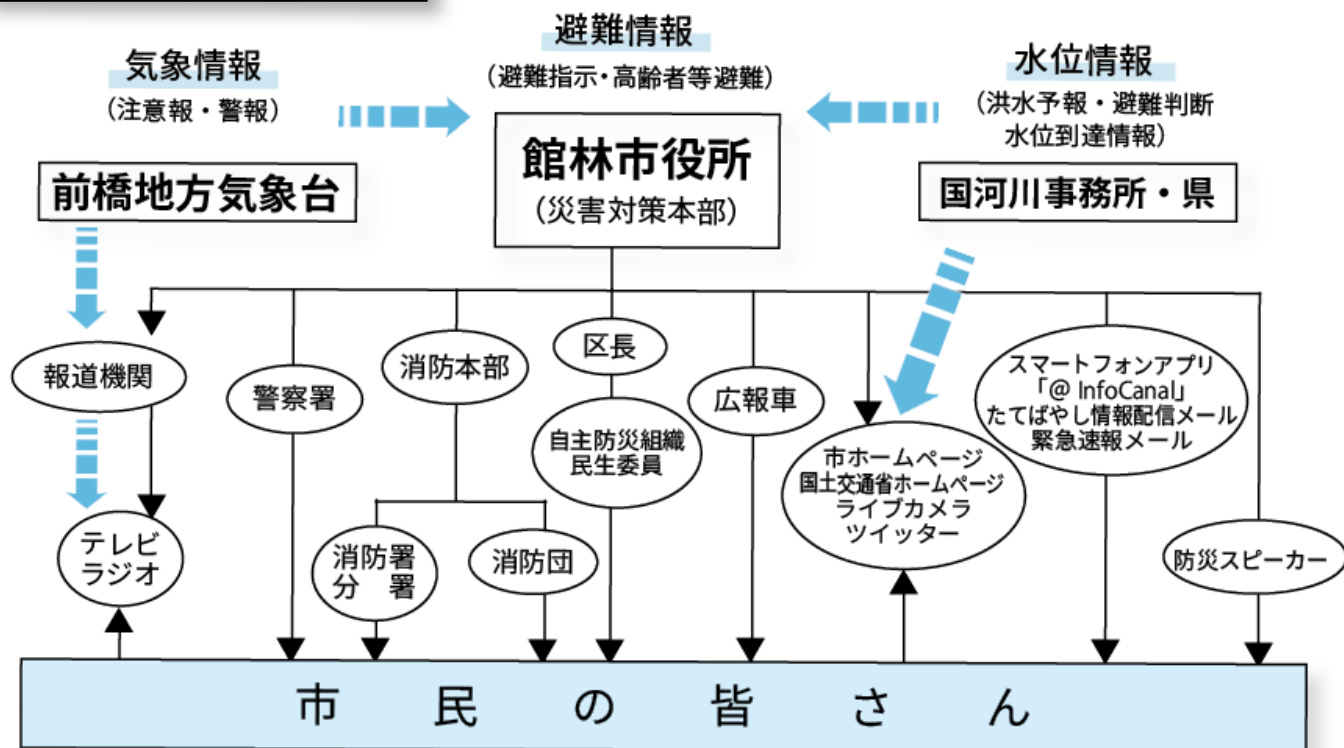 避難情報
（避難指示・高齢者等避難）
気象情報
（注意報・警報）
水位情報
（洪水予報・避難判断
水位到達情報）
館林市役所
（災害対策本部）
前橋地方気象台
国河川事務所・県
報道機関
警察署
消防本部
区長
広報車
スマートフォンアプリ
「@ InfoCanal」
たてばやし情報配信メール
緊急速報メール
自主防災組織
民生委員
市ホームページ
国土交通省ホームページ
ライブカメラ
ツイッター
テレビ
ラジオ
消防署
分　署
消防団
防災スピーカー
市民の皆さん